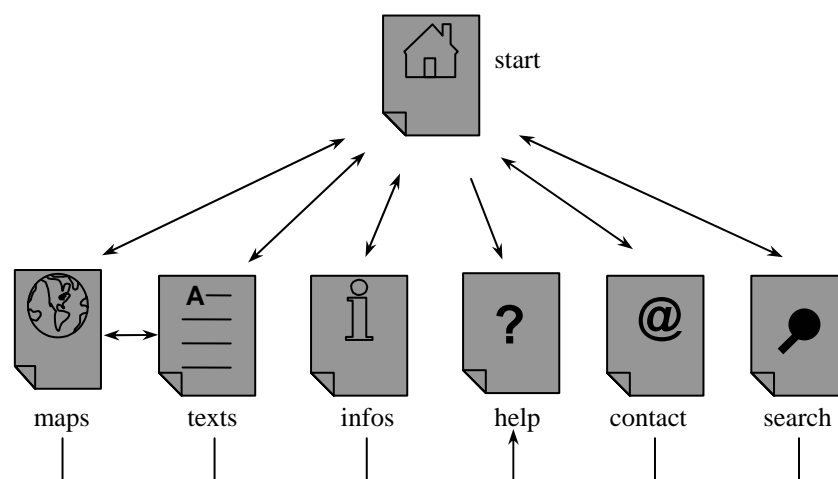 start
A
?
@
maps
texts
infos
help
contact
search